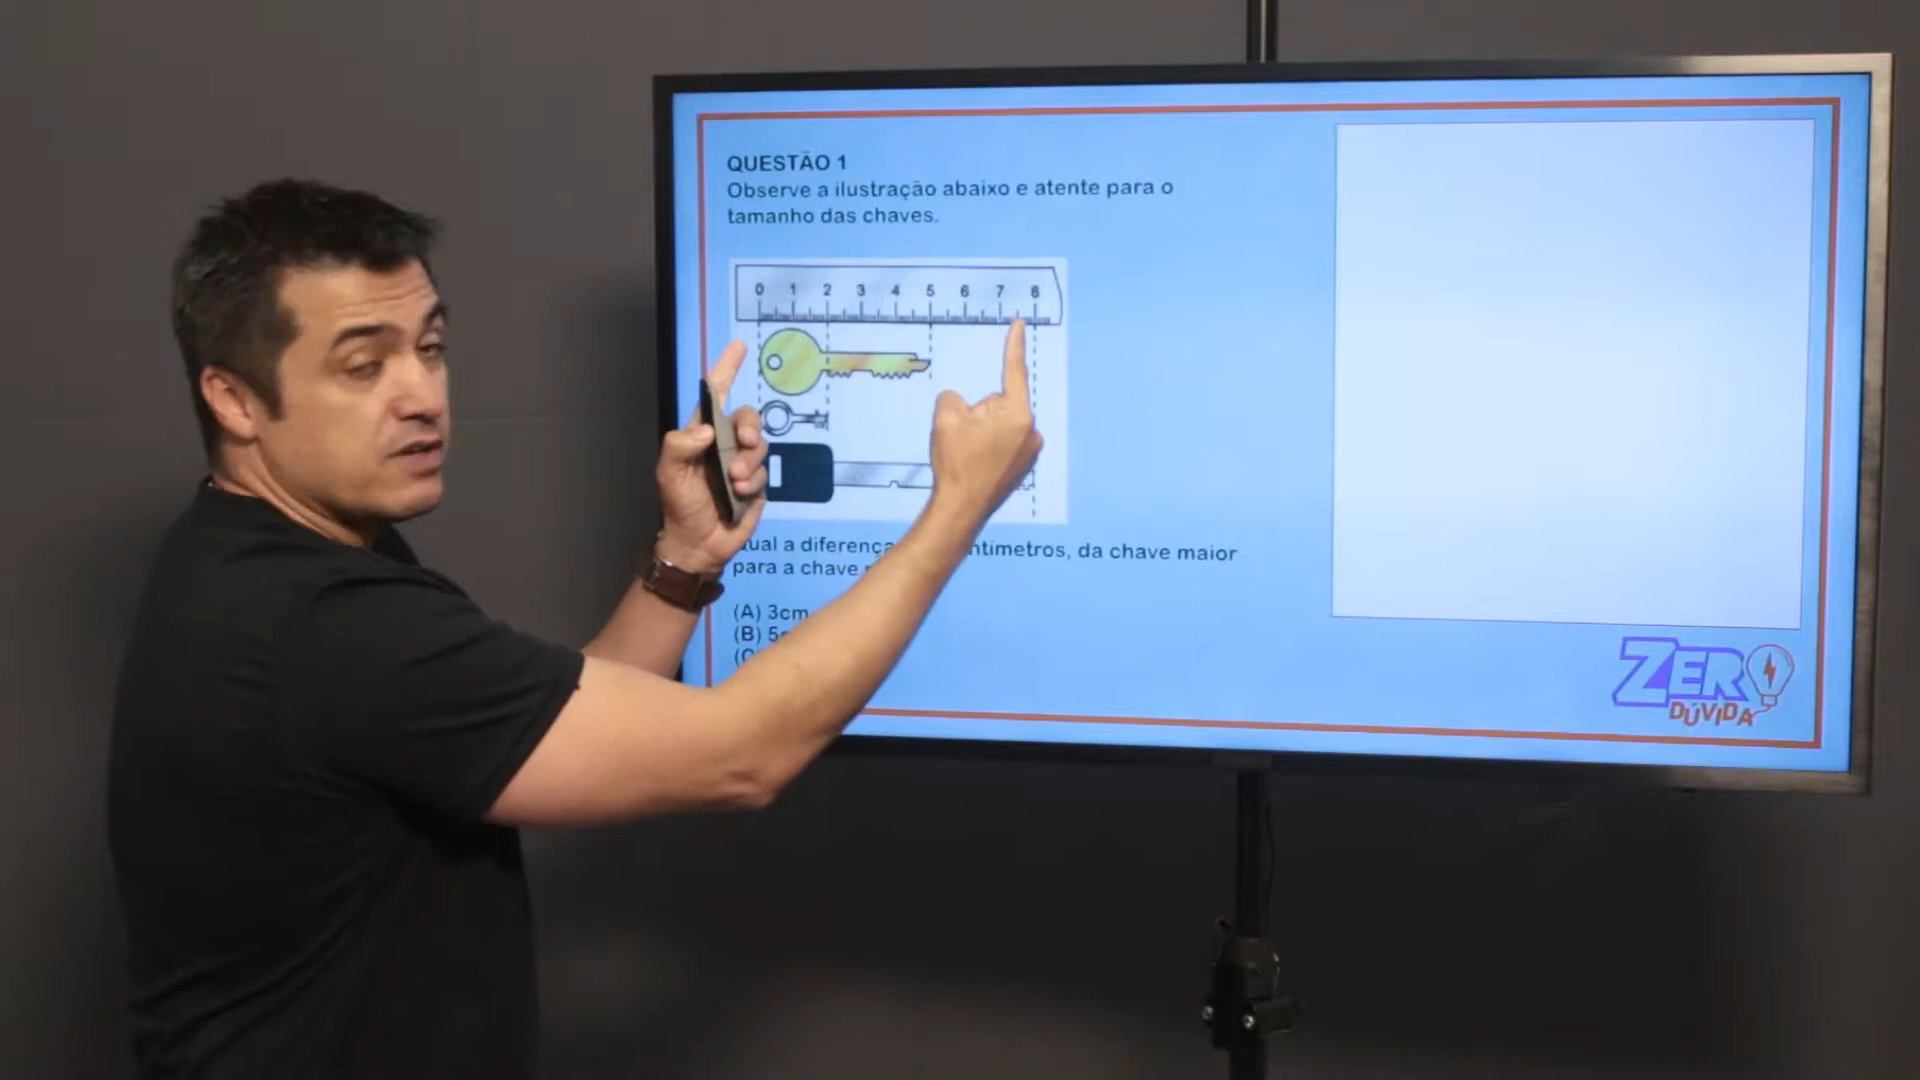 QUESTÃO 1
Observe a ilustração abaixo e atente para o
tamanho das chaves.
0 1 2 3 4 5 6 7 8
a diferença da chave maior
para a chave
(A) 3cm
(B)
ZERO
DÚVIDA